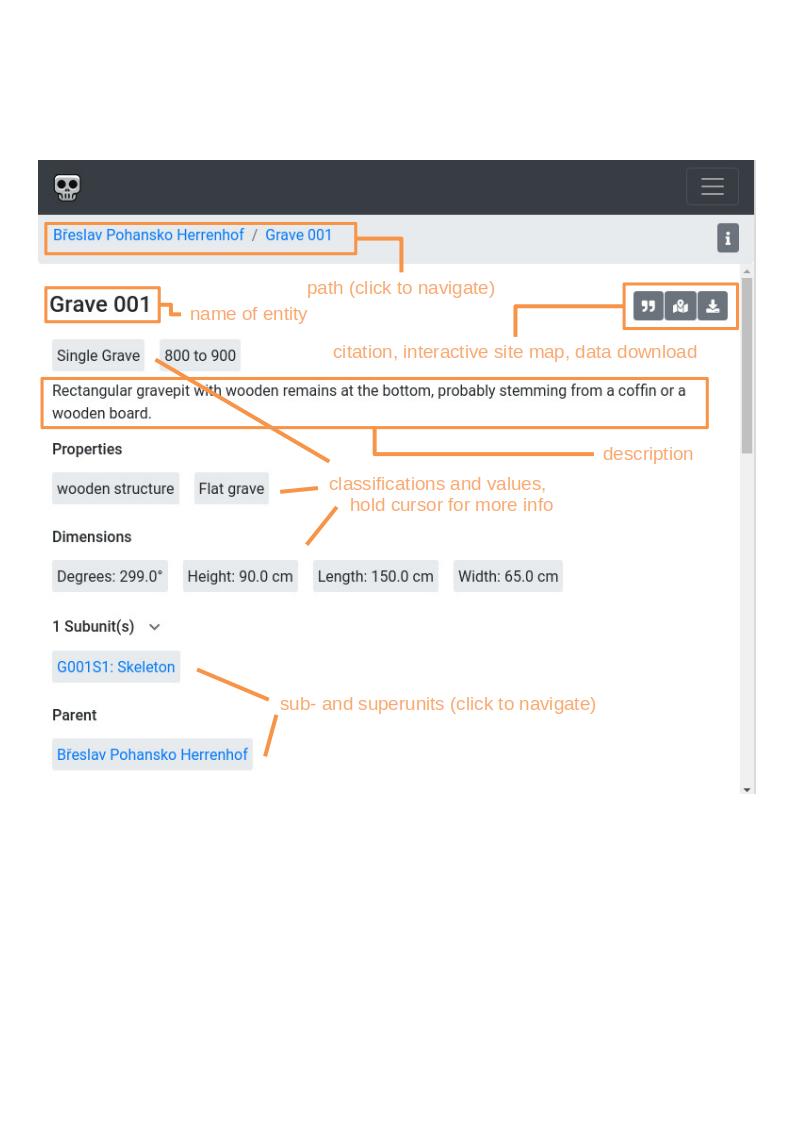 Břeslav Pohansko Herrenhof / Grave 001
path (click to navigate)
Grave 001
name of entity
citation, interactive site map, data download
Single Grave 800 to 900
Rectangular gravepit with wooden remains at the bottom, probably stemming from a coffin or a
wooden board.
description
Properties
wooden structure Flat grave
classifications and values,
hold cursor for more info
Dimensions
Degrees: 299.0° Height: 90.0 cm Length: 150.0 cm Width: 65.0 cm
1 Subunit(s)
G001S1: Skeleton
sub- and superunits (click to navigate)
Parent
Břeslav Pohansko Herrenhof